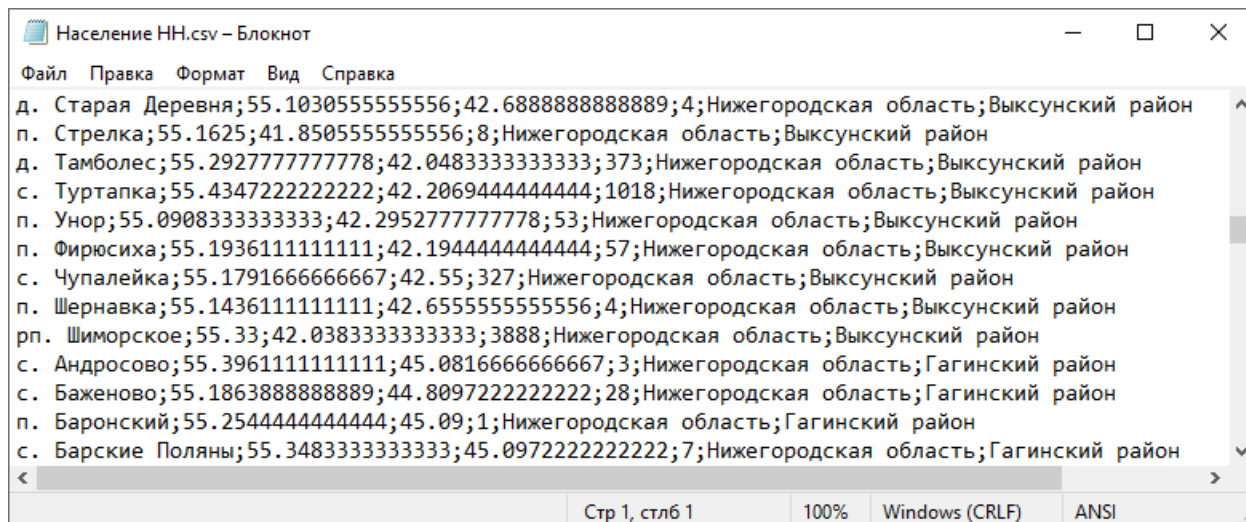 Население НН.csv – Блокнот
Файл Правка Формат Вид Справка
д. Старая Деревня;55.1030555555556;42.6888888888889;4;Нижегородская область;Выксунский район
п. Стрелка;55.1625;41.8505555555556;8;Нижегородская область;Выксунский район
д. Тамболес;55.2927777777778;42.0483333333333;373;Нижегородская область;Выксунский район
с. Туртапка;55.4347222222222;42.2069444444444;1018;Нижегородская область;Выксунский район
п. Унор;55.0908333333333;42.2952777777778;53;Нижегородская область;Выксунский район
п. Фирюсиха;55.1936111111111;42.1944444444444;57;Нижегородская область;Выксунский район
с. Чупалейка;55.1791666666667;42.55;327;Нижегородская область;Выксунский район
п. Шернавка;55.1436111111111;42.6555555555556;4;Нижегородская область;Выксунский район
рп. Шиморское;55.33;42.0383333333333;3888;Нижегородская область;Выксунский район
с. Андросово;55.3961111111111;45.0816666666667;3;Нижегородская область;Гагинский район
с. Баженово;55.1863888888889;44.8097222222222;28;Нижегородская область;Гагинский район
п. Баронский;55.2544444444444;45.09;1;Нижегородская область;Гагинский район
с. Барские Поляны;55.3483333333333;45.0972222222222;7;Нижегородская область;Гагинский район
Стр 1, стлб 1 100% Windows (CRLF) ANSI